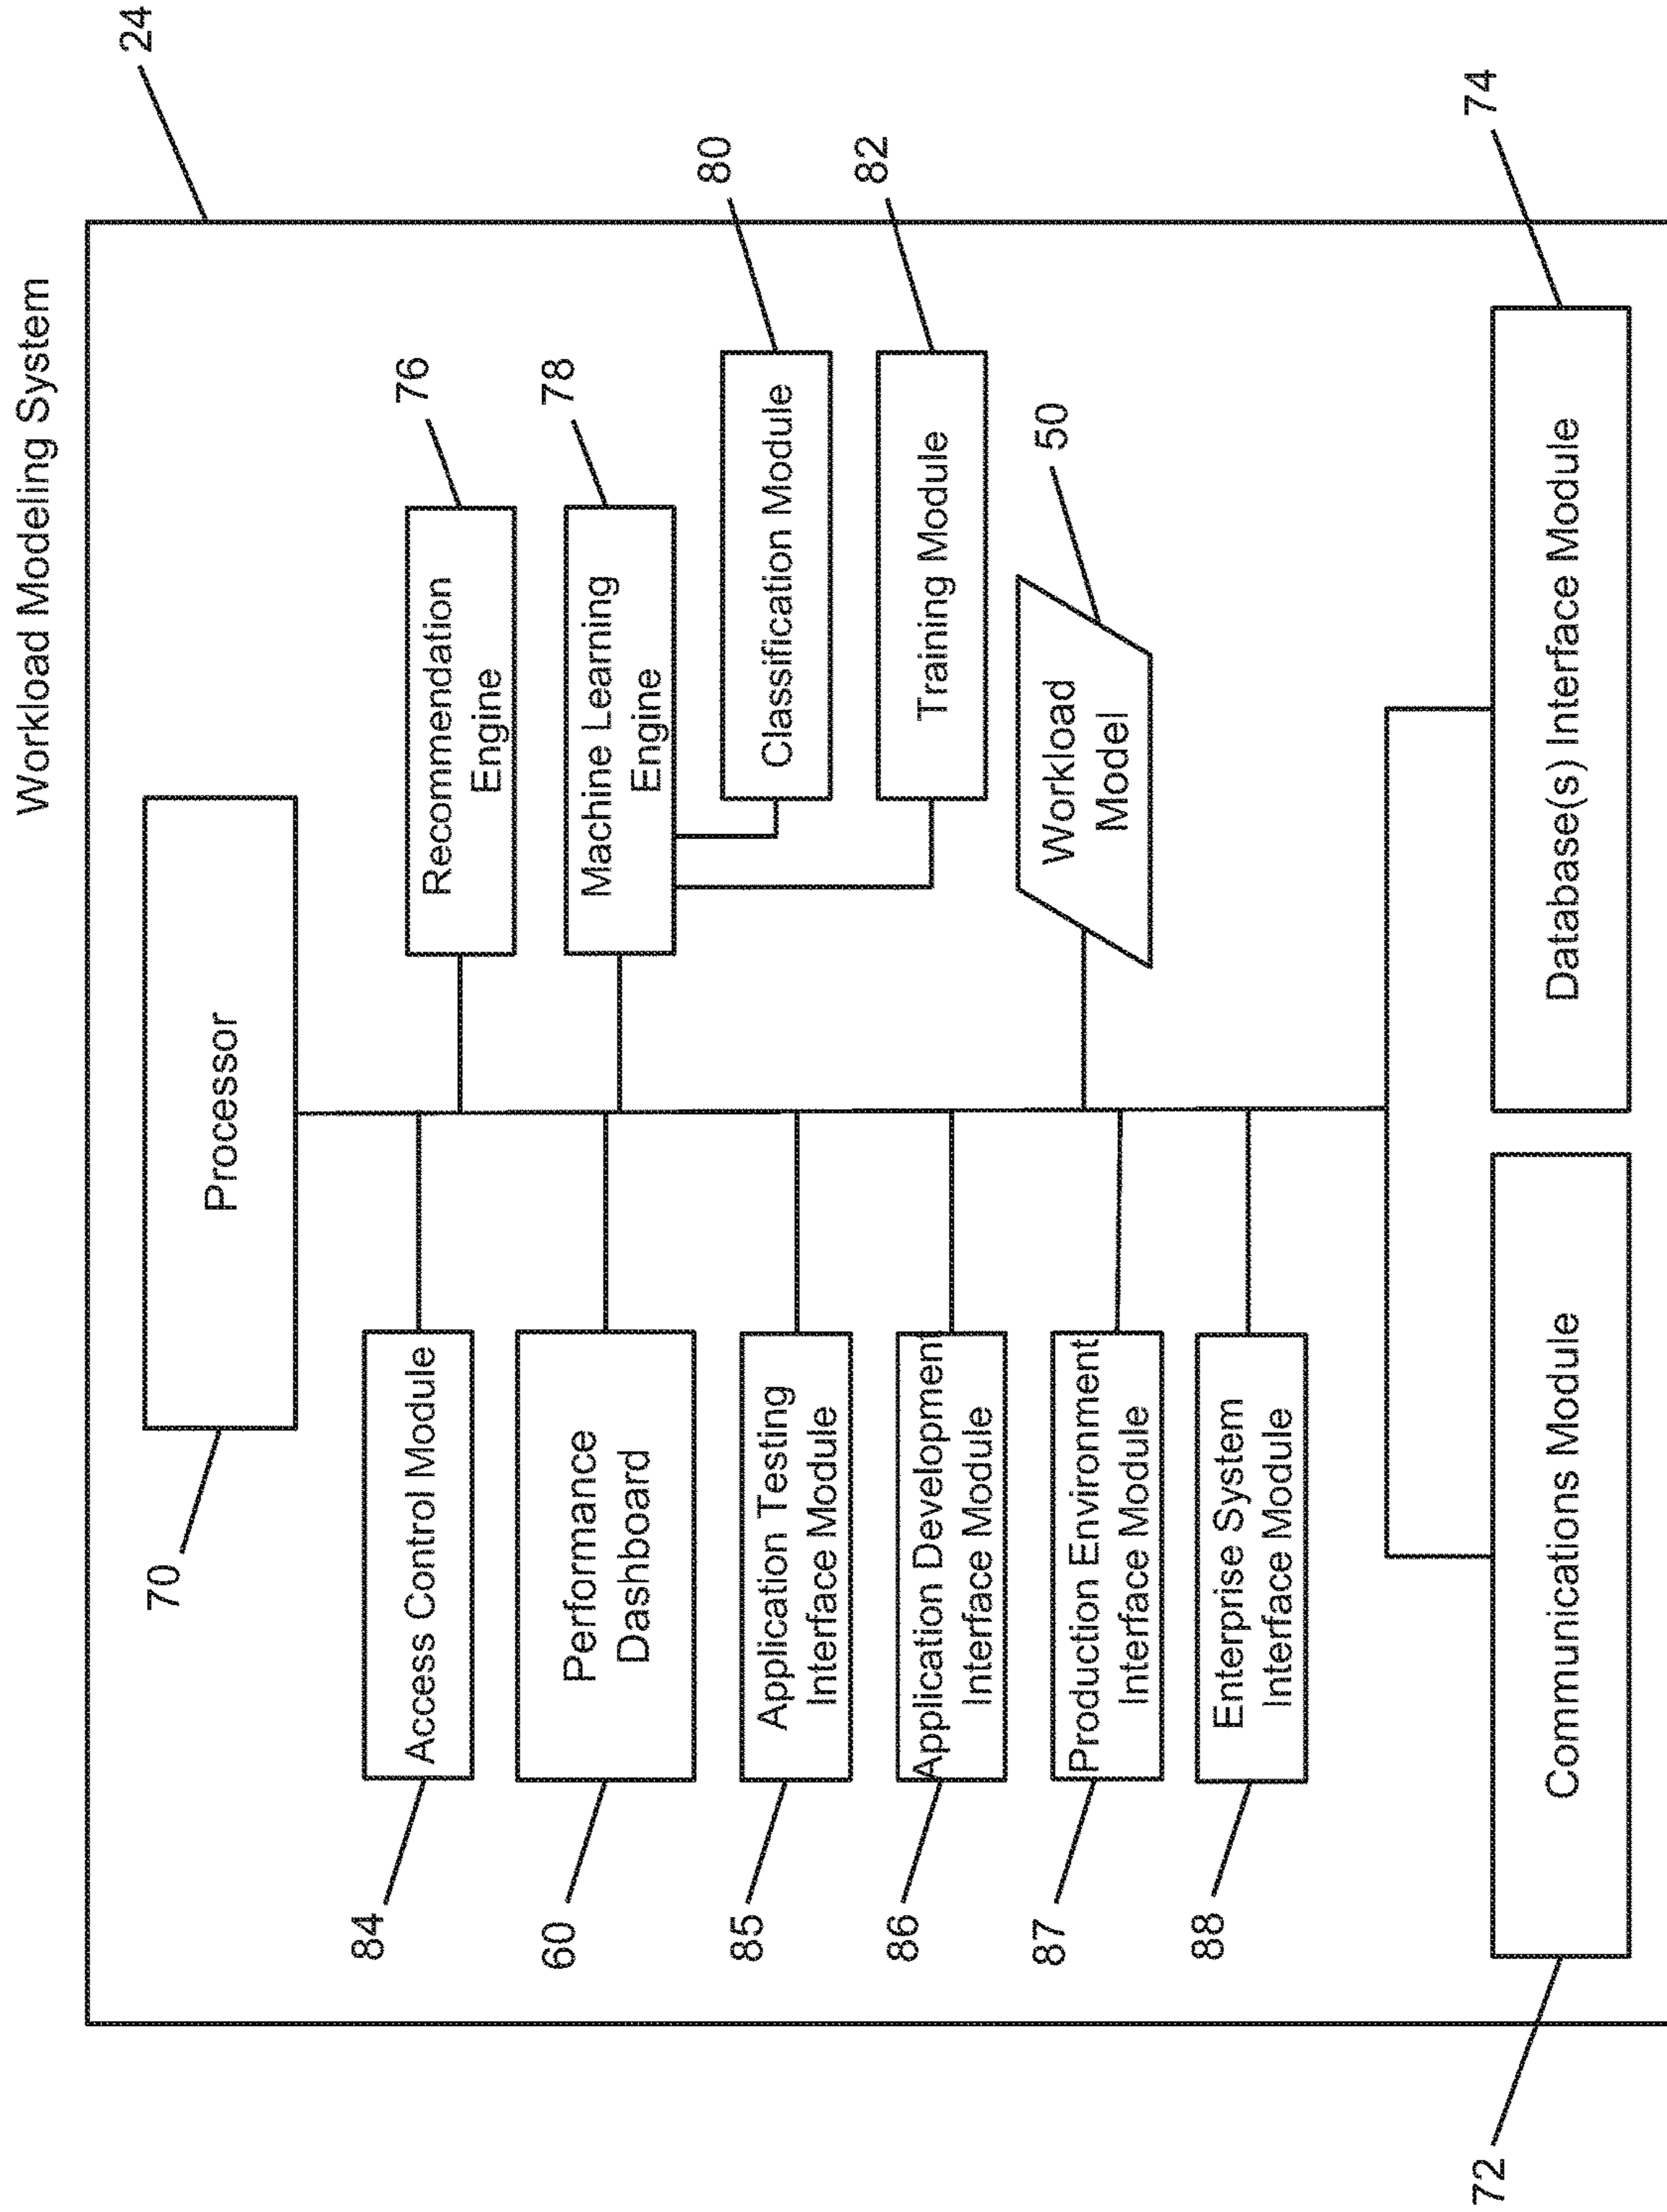 Workload Modeling System
24
Processor
70
Access Control Module
84
Recommendation
Engine
76
Performance
Dashboard
60
Machine Learning
Engine
78
Application Testing
Interface Module
85
Classification Module
80
Application Development
Interface Module
86
Training Module
82
Production Environment
Interface Module
87
Workload
Model
50
Enterprise System
Interface Module
88
Communications Module
72
Database(s) Interface Module
74